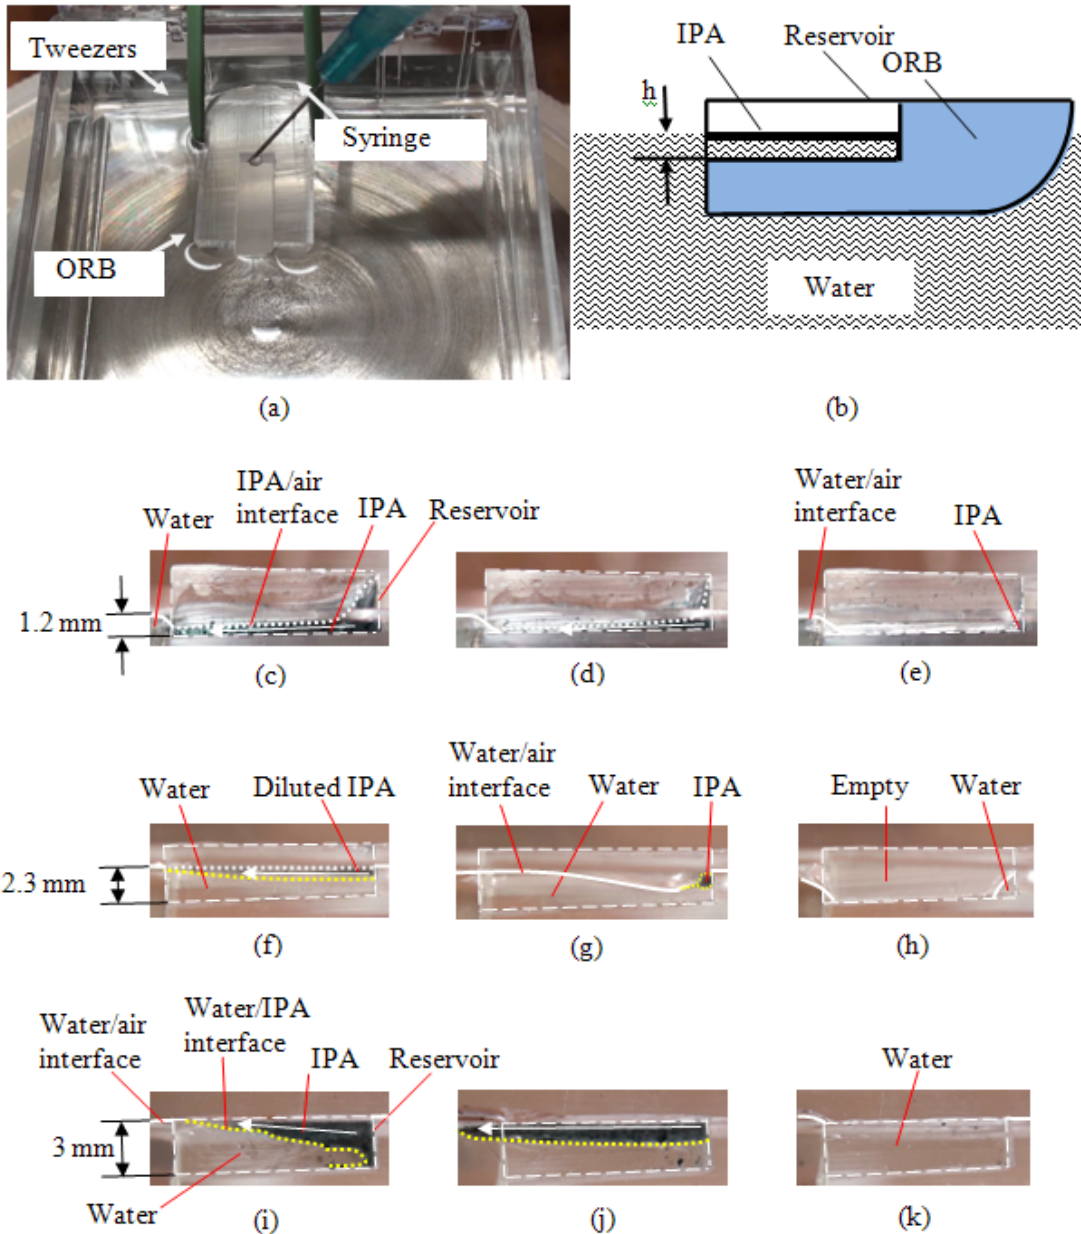 Tweezers
Syringe
ORB
(a)
IPA
Reservoir
ORB
h
Water
(b)
Water
IPA/air
interface
IPA
Reservoir
1.2 mm
(c)
(d)
Water/air
interface
IPA
(e)
Water
Diluted IPA
2.3 mm
(f)
Water/air
interface
Water
IPA
(g)
Empty
Water
(h)
Water/air
interface
Water/IPA
interface
IPA
Reservoir
3 mm
Water
(i)
(j)
Water
(k)